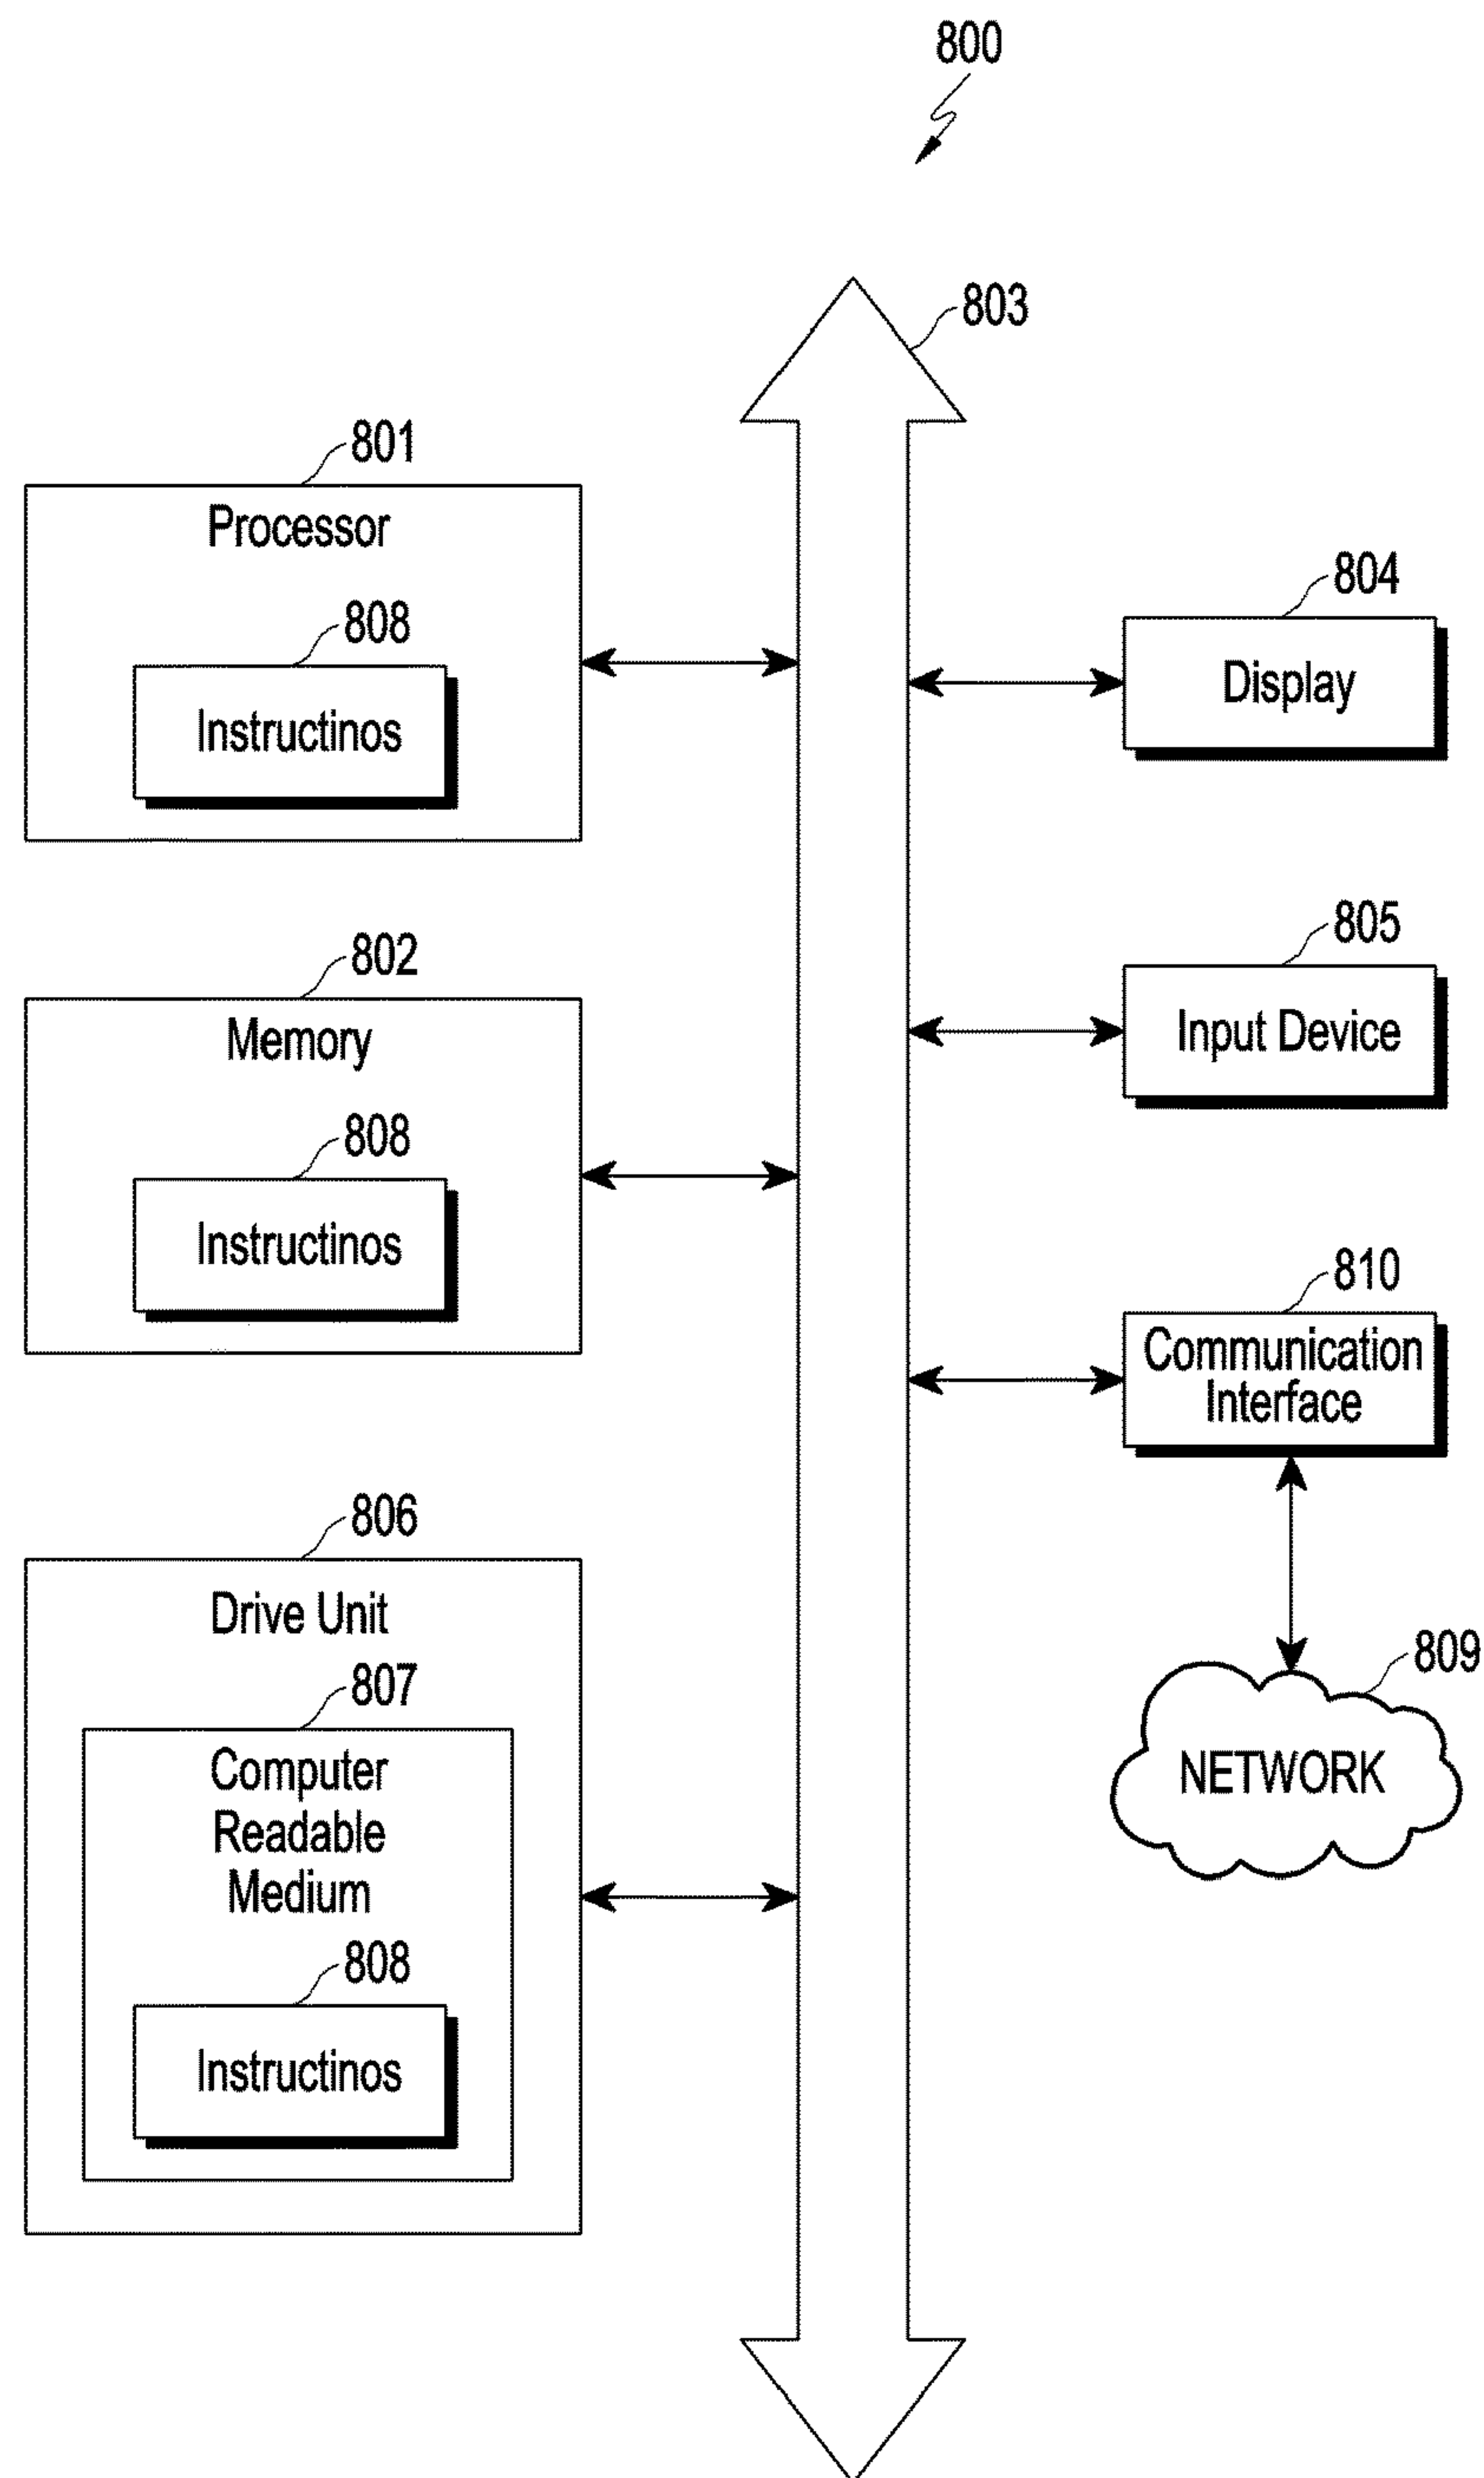 800
803
801
Processor
808
Instructinos
804
Display
805
Input Device
802
Memory
808
Instructinos
810
Communication
Interface
806
Drive Unit
807
Computer
Readable
Medium
808
Instructinos
809
NETWORK